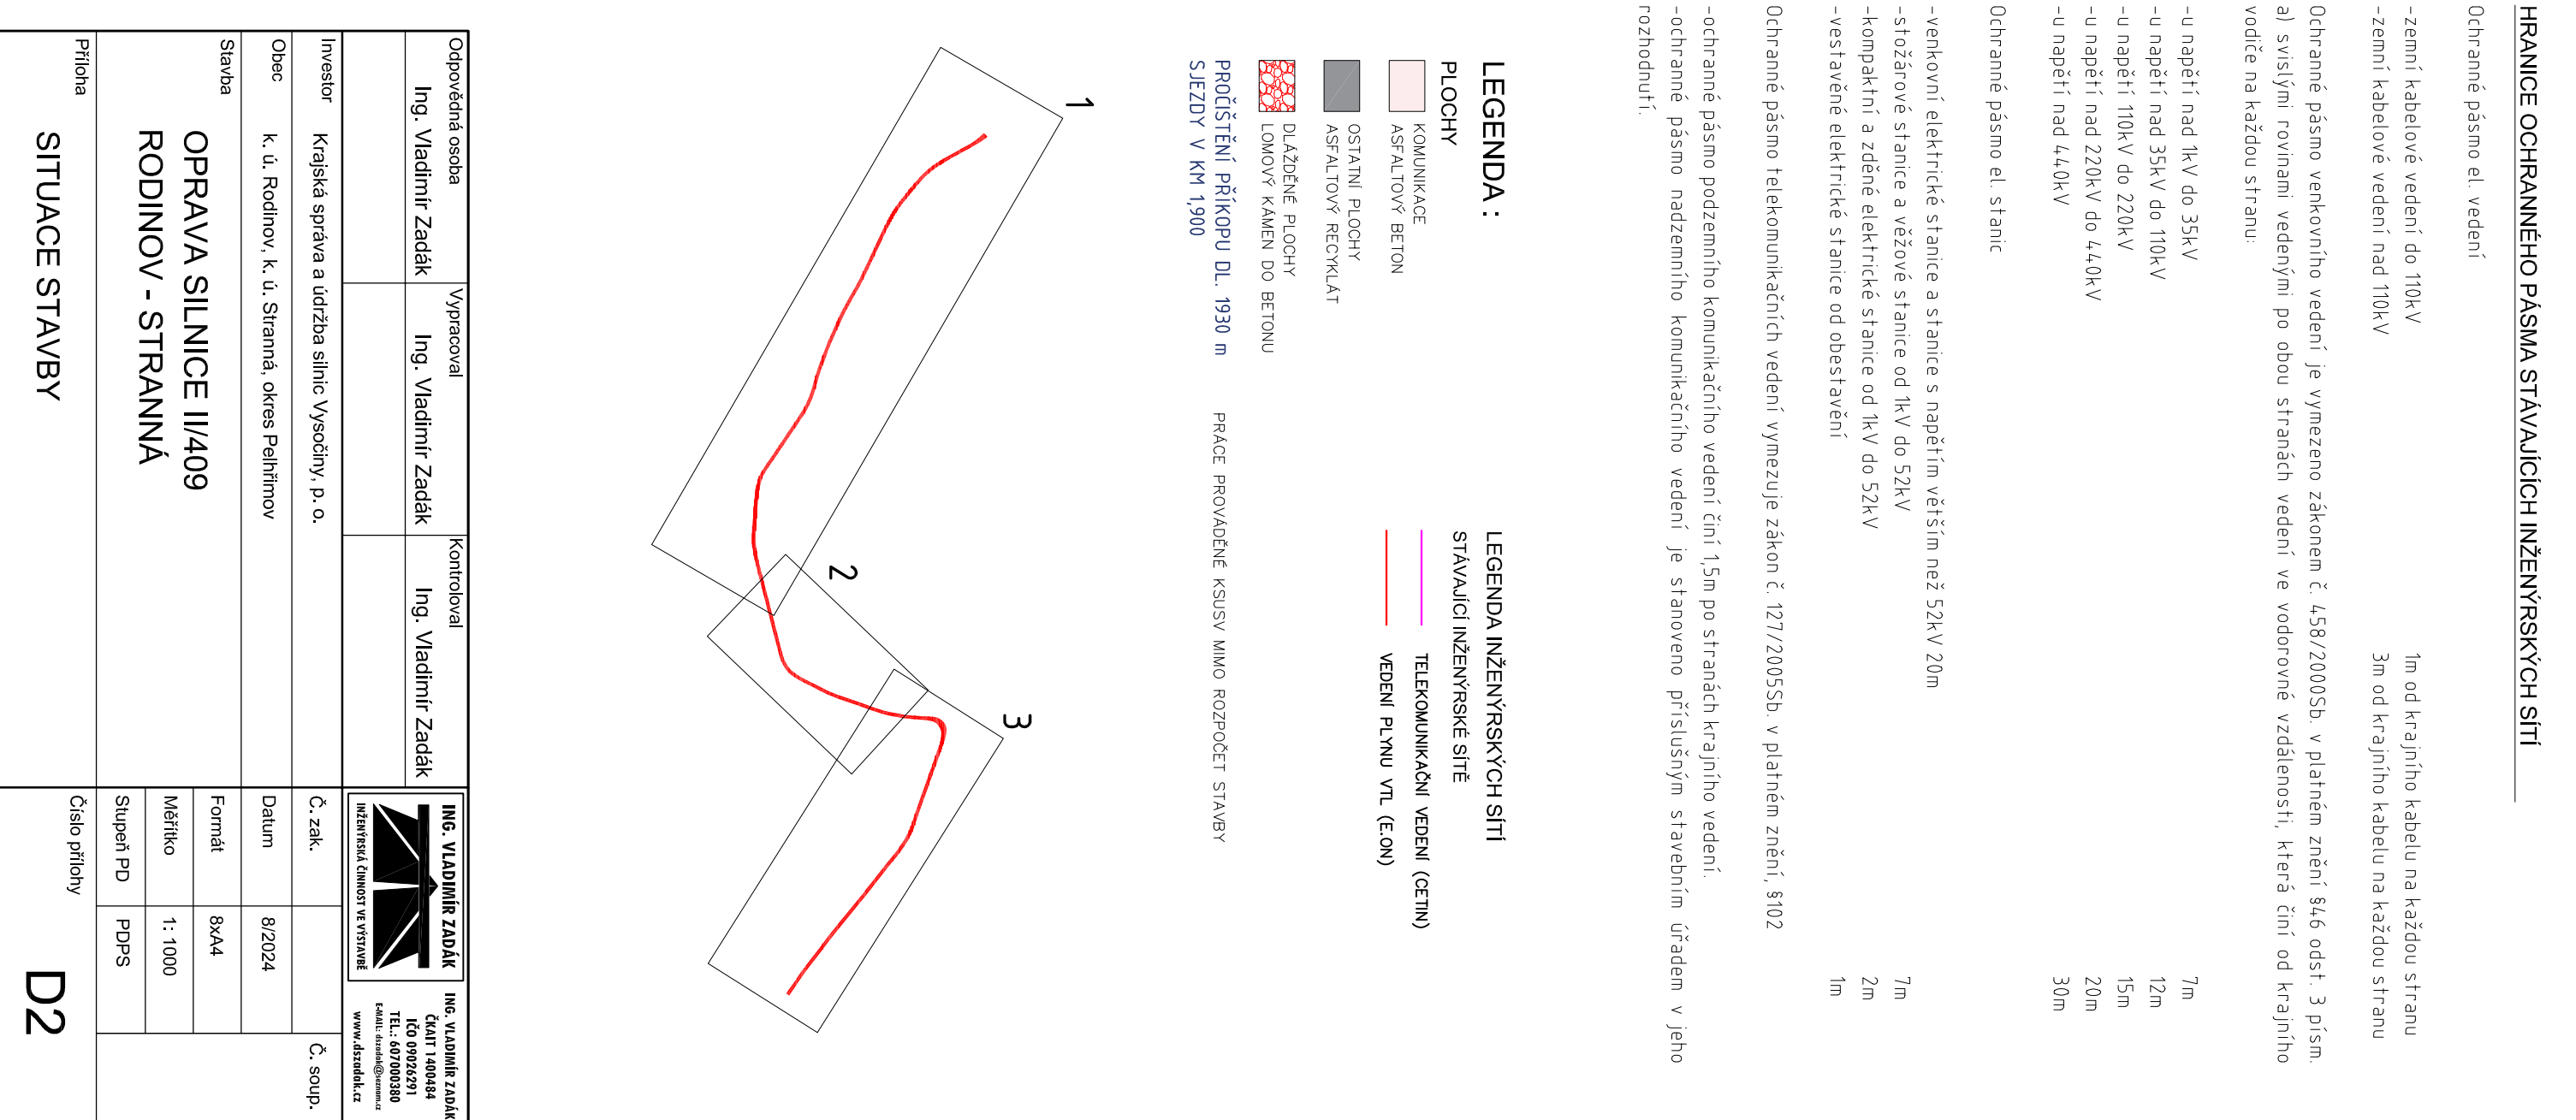 HRANICE OCHRANNÉHO PÁSMA STÁVAJÍCÍCH INŽENÝRSKÝCH SÍTÍ
Ochranné pásmo el. vedení
-zemní kabelové vedení do 110kV 1m od krajního kabelu na každou stranu
-zemní kabelové vedení nad 110kV 3m od krajního kabelu na každou stranu
Ochranné pásmo venkovního vedení je vymezeno zákonem č. 458/2000Sb. v platném znění §46 odst. 3 písm.
a) svislými rovinami vedenými po obou stranách vedení ve vodorovné vzdálenosti, která činí od krajního
vodiče na každou stranu:
-u napětí nad 1kV do 35kV 7m
-u napětí nad 35kV do 110kV 12m
-u napětí 110kV do 220kV 15m
-u napětí nad 220kV do 440kV 20m
-u napětí nad 440kV 30m
Ochranné pásmo el. stanic
-venkovní elektrické stanice a stanice s napětím větším než 52kV 20m
-stožárové stanice a věžové stanice od 1kV do 52kV 7m
-kompaktní a zděné elektrické stanice od 1kV do 52kV 2m
-vestavěné elektrické stanice od obestavění 1m
Ochranné pásmo telekomunikačních vedení vymezuje zákon č. 127/2005Sb. v platném znění, §102
-ochranné pásmo podzemního komunikačního vedení činí 1,5m po stranách krajního vedení.
-ochranné pásmo nadzemního komunikačního vedení je stanoveno příslušným stavebním úřadem v jeho
rozhodnutí.
LEGENDA :
PLOCHY
KOMUNIKACE
ASFALTOVÝ BETON
OSTATNÍ PLOCHY
ASFALTOVÝ RECYKLÁT
DLÁŽDĚNÉ PLOCHY
LOMOVÝ KÁMEN DO BETONU
PROČIŠTĚNÍ PŘÍKOPU DL. 1930 m PRÁCE PROVÁDĚNÉ KSUSV MIMO ROZPOČET STAVBY
SJEZDY V KM 1,900
LEGENDA INŽENÝRSKÝCH SÍTÍ
STÁVAJÍCÍ INŽENÝRSKÉ SÍTĚ
TELEKOMUNIKAČNÍ VEDENÍ (CETIN)
VEDENÍ PLYNU VTL (E.ON)
1
2
3
Odpovědná osoba
Ing. Vladimír Zadák
Vypracoval
Ing. Vladimír Zadák
Kontroloval
Ing. Vladimír Zadák
ING. VLADIMÍR ZADÁK
INŽENÝRSKÁ ČINNOST VE VÝSTAVBĚ
ING. VLADIMÍR ZADÁK
ČKAIT 1400484
IČO 09026291
TEL.: 607000380
E-MAIL: dszadak@seznam.cz
www.dszadak.cz
Investor Krajská správa a údržba silnic Vysočiny, p. o.
Obec k. ú. Rodinov, k. ú. Stranná, okres Pelhřimov
Stavba
OPRAVA SILNICE II/409
RODINOV - STRANNÁ
Příloha
SITUACE STAVBY
Č. zak.
Č. soup.
Datum 8/2024
Formát 8xA4
Měřítko 1: 1000
Stupeň PD PDPS
Číslo přílohy
D2